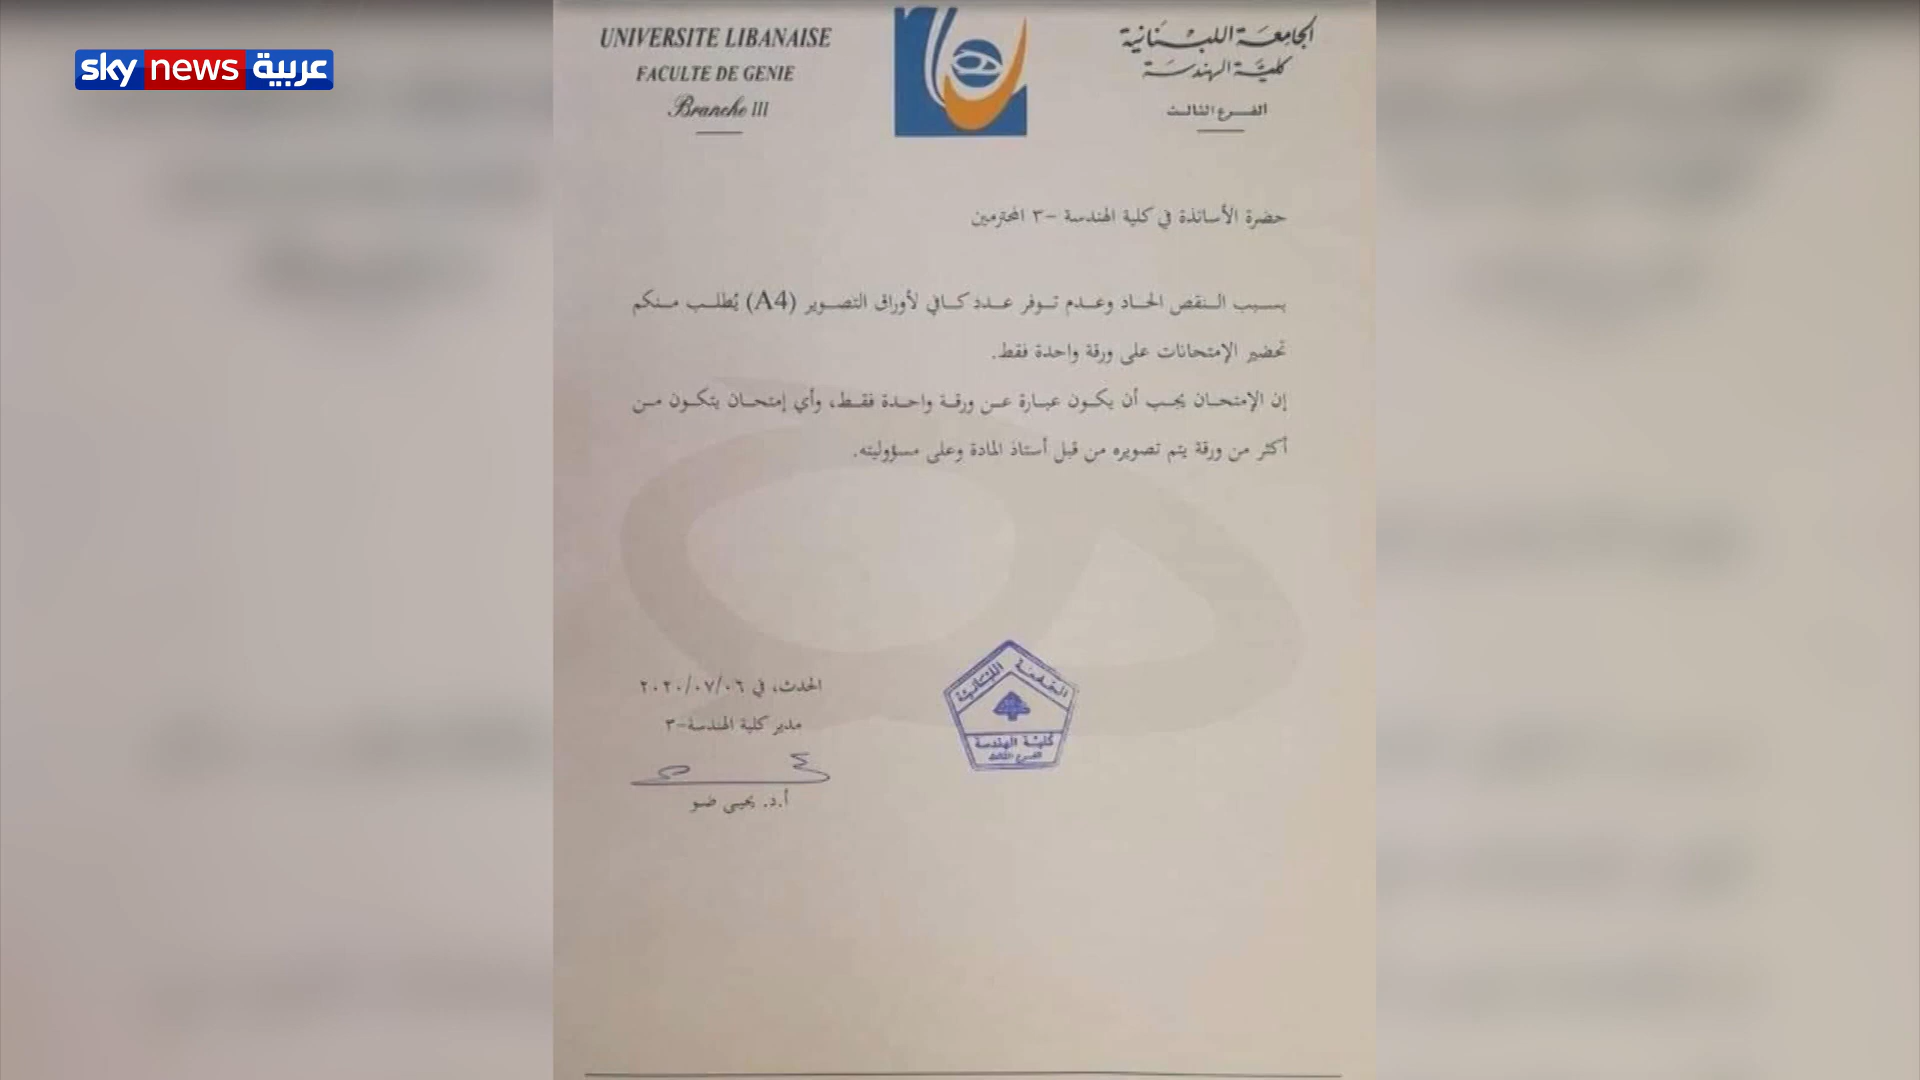 sky news عربية
UNIVERSITE LIBANAISE
FACULTE DE GENIE
Branche III
الجامعة اللبنانية
كلية الهندسة
الفرع الثالث
حضرة الأساتذة في كلية الهندسة -٣ المحترمين
بسبب النقص الحاد وعدم توفر عدد كافي لأوراق التصوير (A4) يُطلب منكم
تحضير الإمتحانات على ورقة واحدة فقط.
إن الإمتحان يجب أن يكون عبارة عن ورقة واحدة فقط، وأي إمتحان يتكون من
أكثر من ورقة يتم تصويره من قبل أستاذ المادة وعلى مسؤوليته.
الجامعة اللبنانية
كلية الهندسة
الفرع الثالث
الحدث، في ٢٠٢٠/٠٧/٠٦
مدير كلية الهندسة-٣
أ.د. يحيى ضو